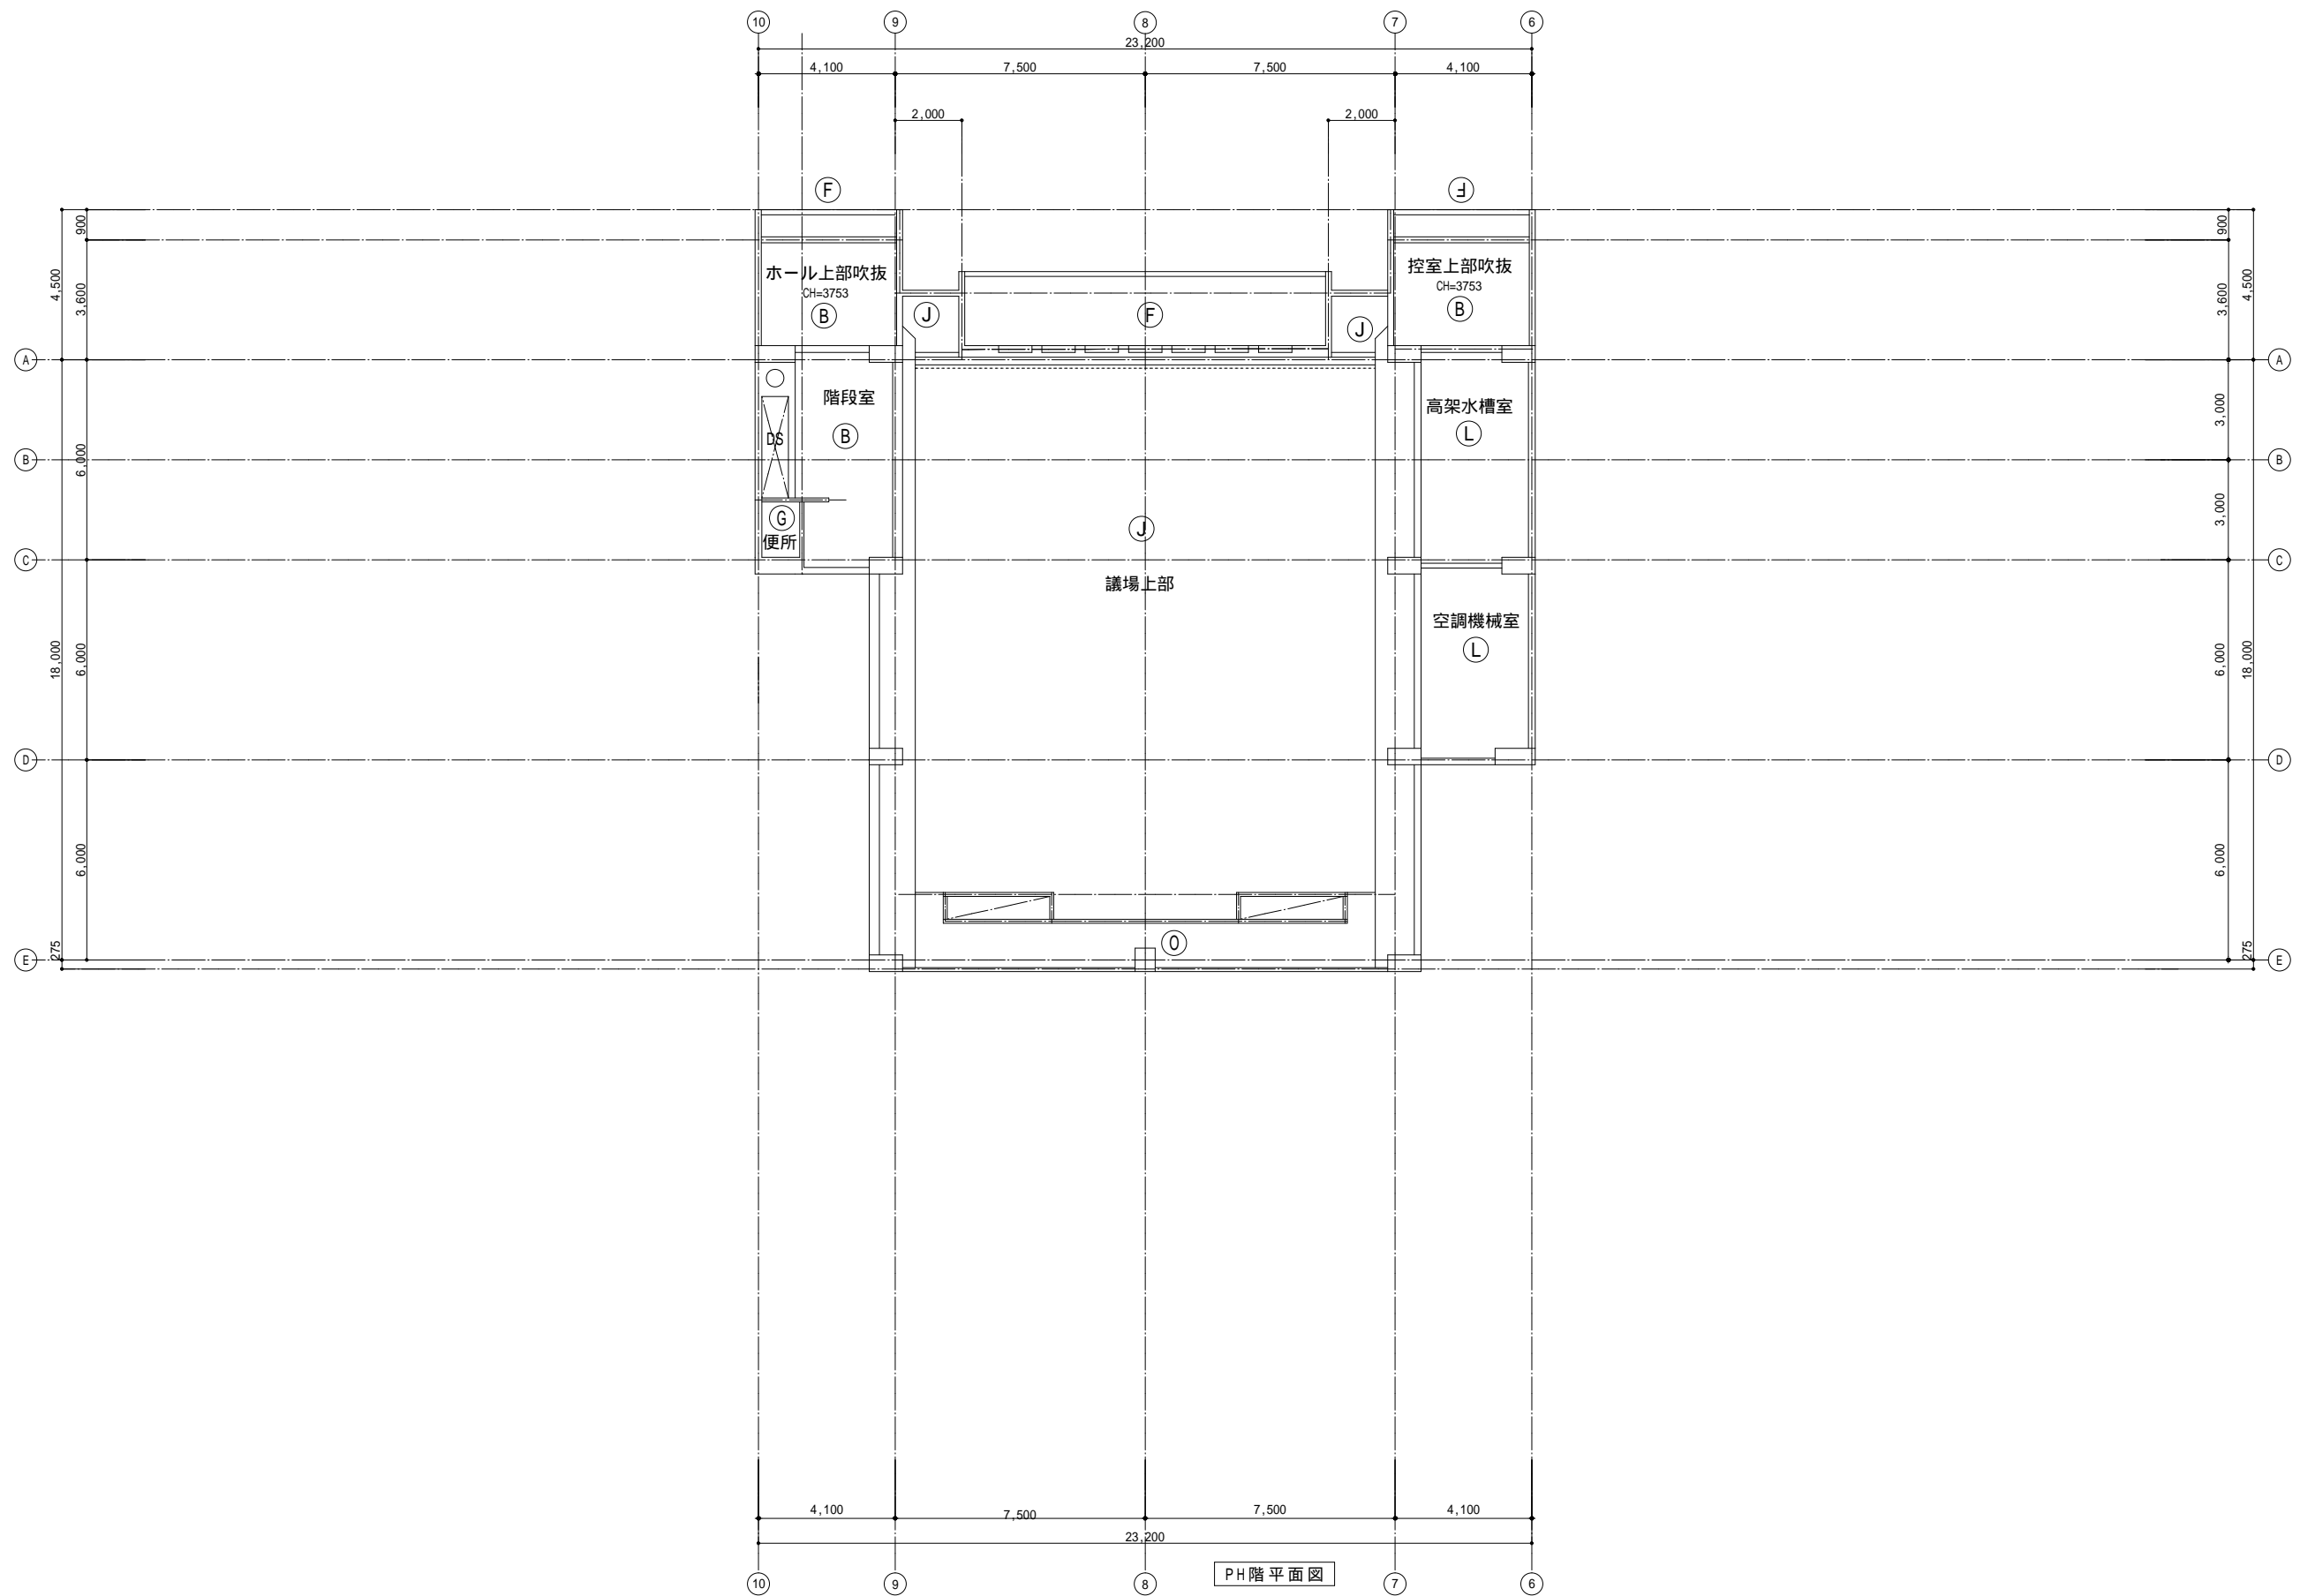 10 9 8 7 6
23,200
4,100 7,500 7,500 4,100
2,000 2,000
F F
900 900
ホール上部吹抜 控室上部吹抜
CH=3753 CH=3753
4,500 3,600 3,600 4,500
B J F J B
A A
階段室 高架水槽室
3,000
DS B L
B 6,000 B
G J 3,000
便所
C C
議場上部
空調機械室
L
18,000 6,000 6,000 18,000
D D
6,000 6,000
O
275 275
E E
4,100 7,500 7,500 4,100
23,200
PH階平面図
10 9 8 7 6